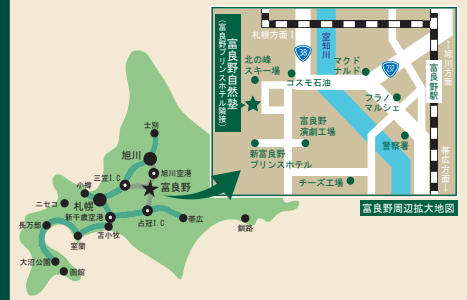 富良野自然塾
（富良野プリンスホテル隣接）
札幌方面↑
空知川
38
237
マクド
ナルド
北の峰
スキー場
コスモ石油
フラノ
マルシェ
富良野駅
↑旭川方面
富良野
演劇工場
警察署
新富良野
プリンスホテル
チーズ工場
帯広方面↓
富良野周辺拡大地図
士別
旭川
旭川空港
三笠I.C
富良野
小樽
札幌
ニセコ
新千歳空港
占冠I.C
長万部
苫小牧
帯広
釧路
室蘭
大沼公園
函館